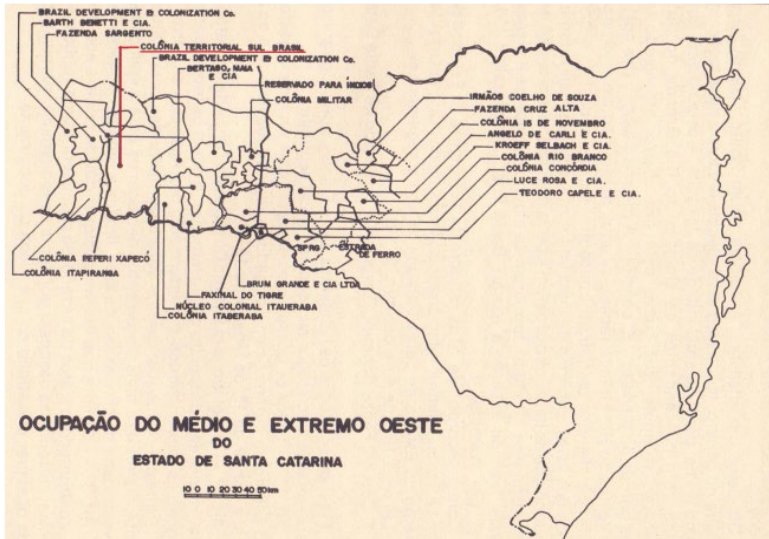 BRAZIL DEVELOPMENT & COLONIZATION Co.
BARTH BENETTI E CIA.
FAZENDA SARGENTO
COLÔNIA TERRITORIAL SUL BRASIL
BRAZIL DEVELOPMENT & COLONIZATION Co.
BERTASO, MAIA
E CIA
RESERVADO PARA ÍNDIOS
COLÔNIA MILITAR
IRMÃOS COELHO DE SOUZA
FAZENDA CRUZ ALTA
COLÔNIA 15 DE NOVEMBRO
ANGELO DE CARLI E CIA.
KROEFF SELBACH E CIA.
COLÔNIA RIO BRANCO
COLÔNIA CONCÓRDIA
LUCE ROSA E CIA.
TEODORO CAPELE E CIA.
SPRG
ESTRADA
DE FERRO
COLÔNIA PEPERI XAPECÓ
COLÔNIA ITAPIRANGA
BRUM GRANDE E CIA LTDA
FAXINAL DO TIGRE
NÚCLEO COLONIAL ITAUERABA
COLÔNIA ITABERABA
OCUPAÇÃO DO MÉDIO E EXTREMO OESTE
DO
ESTADO DE SANTA CATARINA
10 0 10 20 30 40 50 km